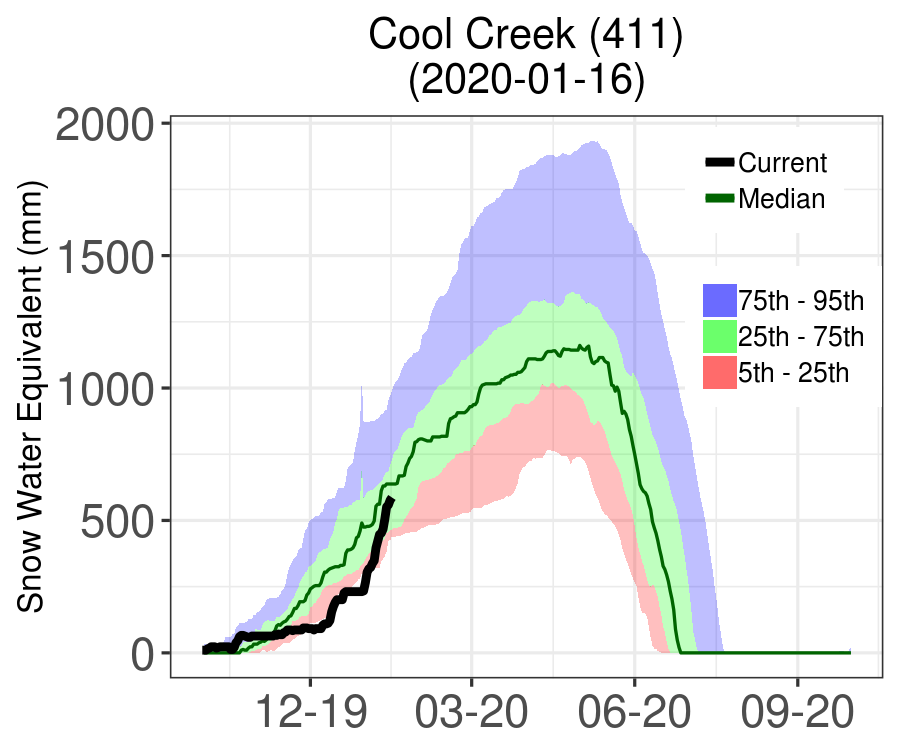 Cool Creek (411)
(2020-01-16)
Snow Water Equivalent (mm)
2000
1500
1000
500
0
12-19
03-20
06-20
09-20
Current
Median
75th - 95th
25th - 75th
5th - 25th